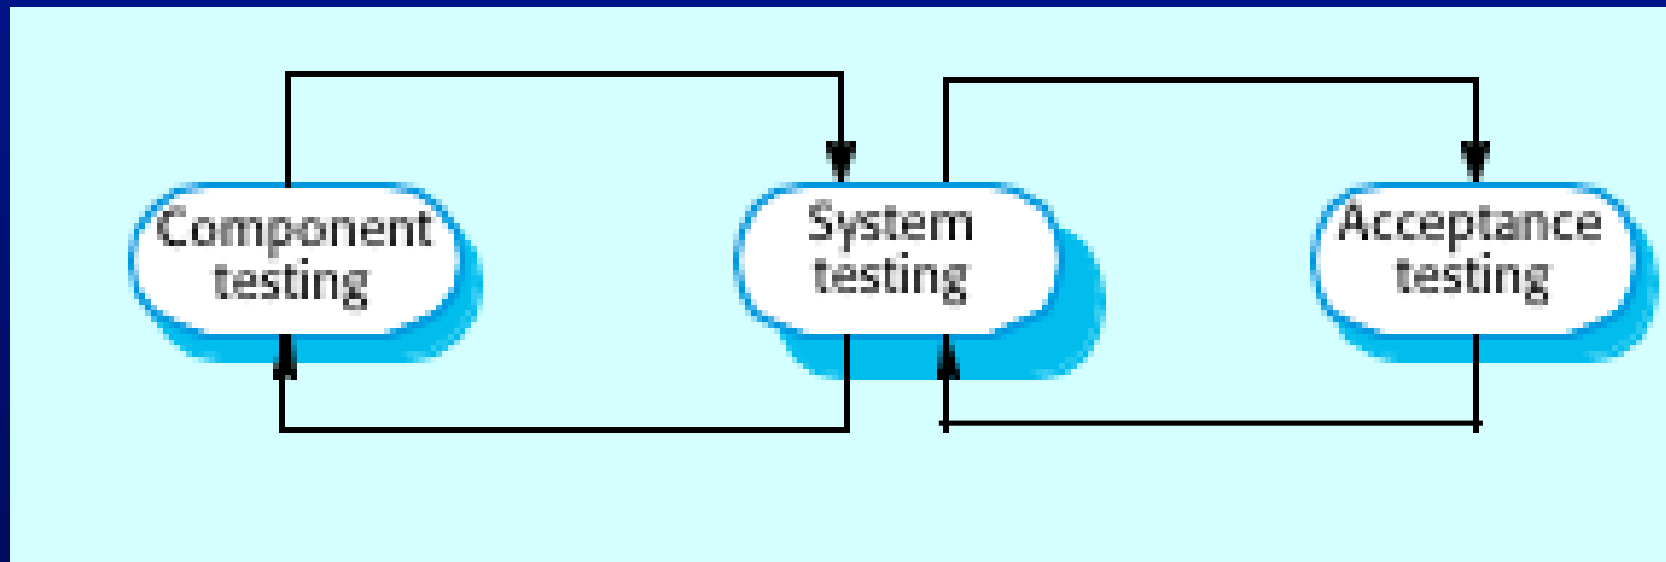 Component
testing
System
testing
Acceptance
testing